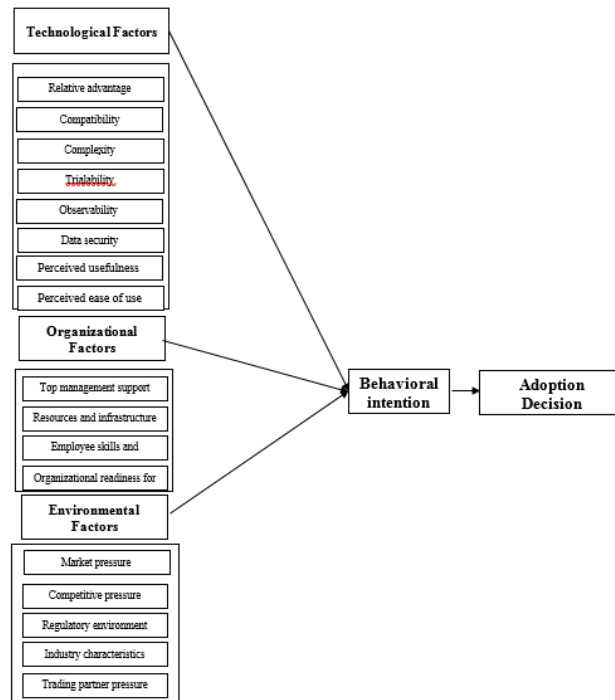 Technological Factors
Relative advantage
Compatibility
Complexity
Trialability
Observability
Data security
Perceived usefulness
Perceived ease of use
Organizational
Factors
Top management support
Resources and infrastructure
Employee skills and
Organizational readiness for
Environmental
Factors
Market pressure
Competitive pressure
Regulatory environment
Industry characteristics
Trading partner pressure
Behavioral
intention
Adoption
Decision